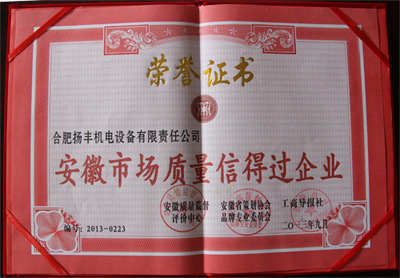 荣誉证书
合肥扬丰机电设备有限责任公司
安徽市场质量信得过企业
安徽质量监督 安徽省策划协会 工商导报社
评价中心 品牌专业委员会
编号：2013-0223 二〇一三年九月